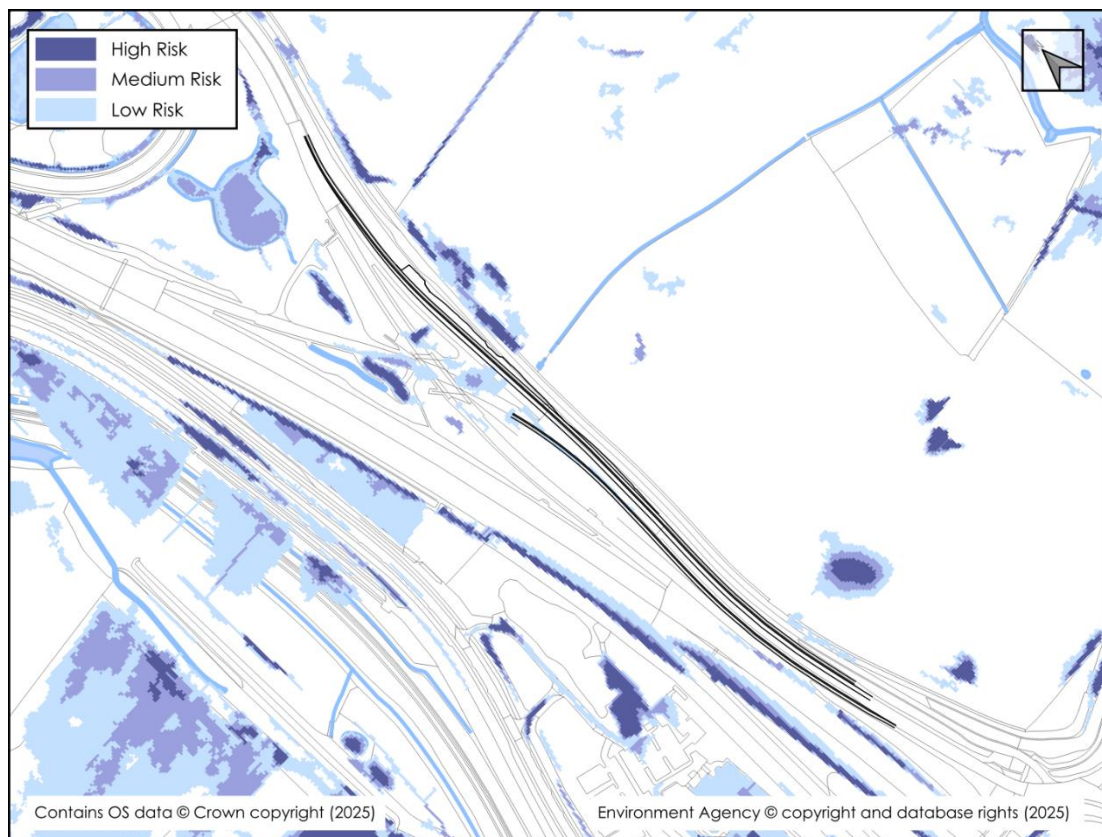 High Risk
Medium Risk
Low Risk
Contains OS data © Crown copyright (2025)
Environment Agency © copyright and database rights (2025)